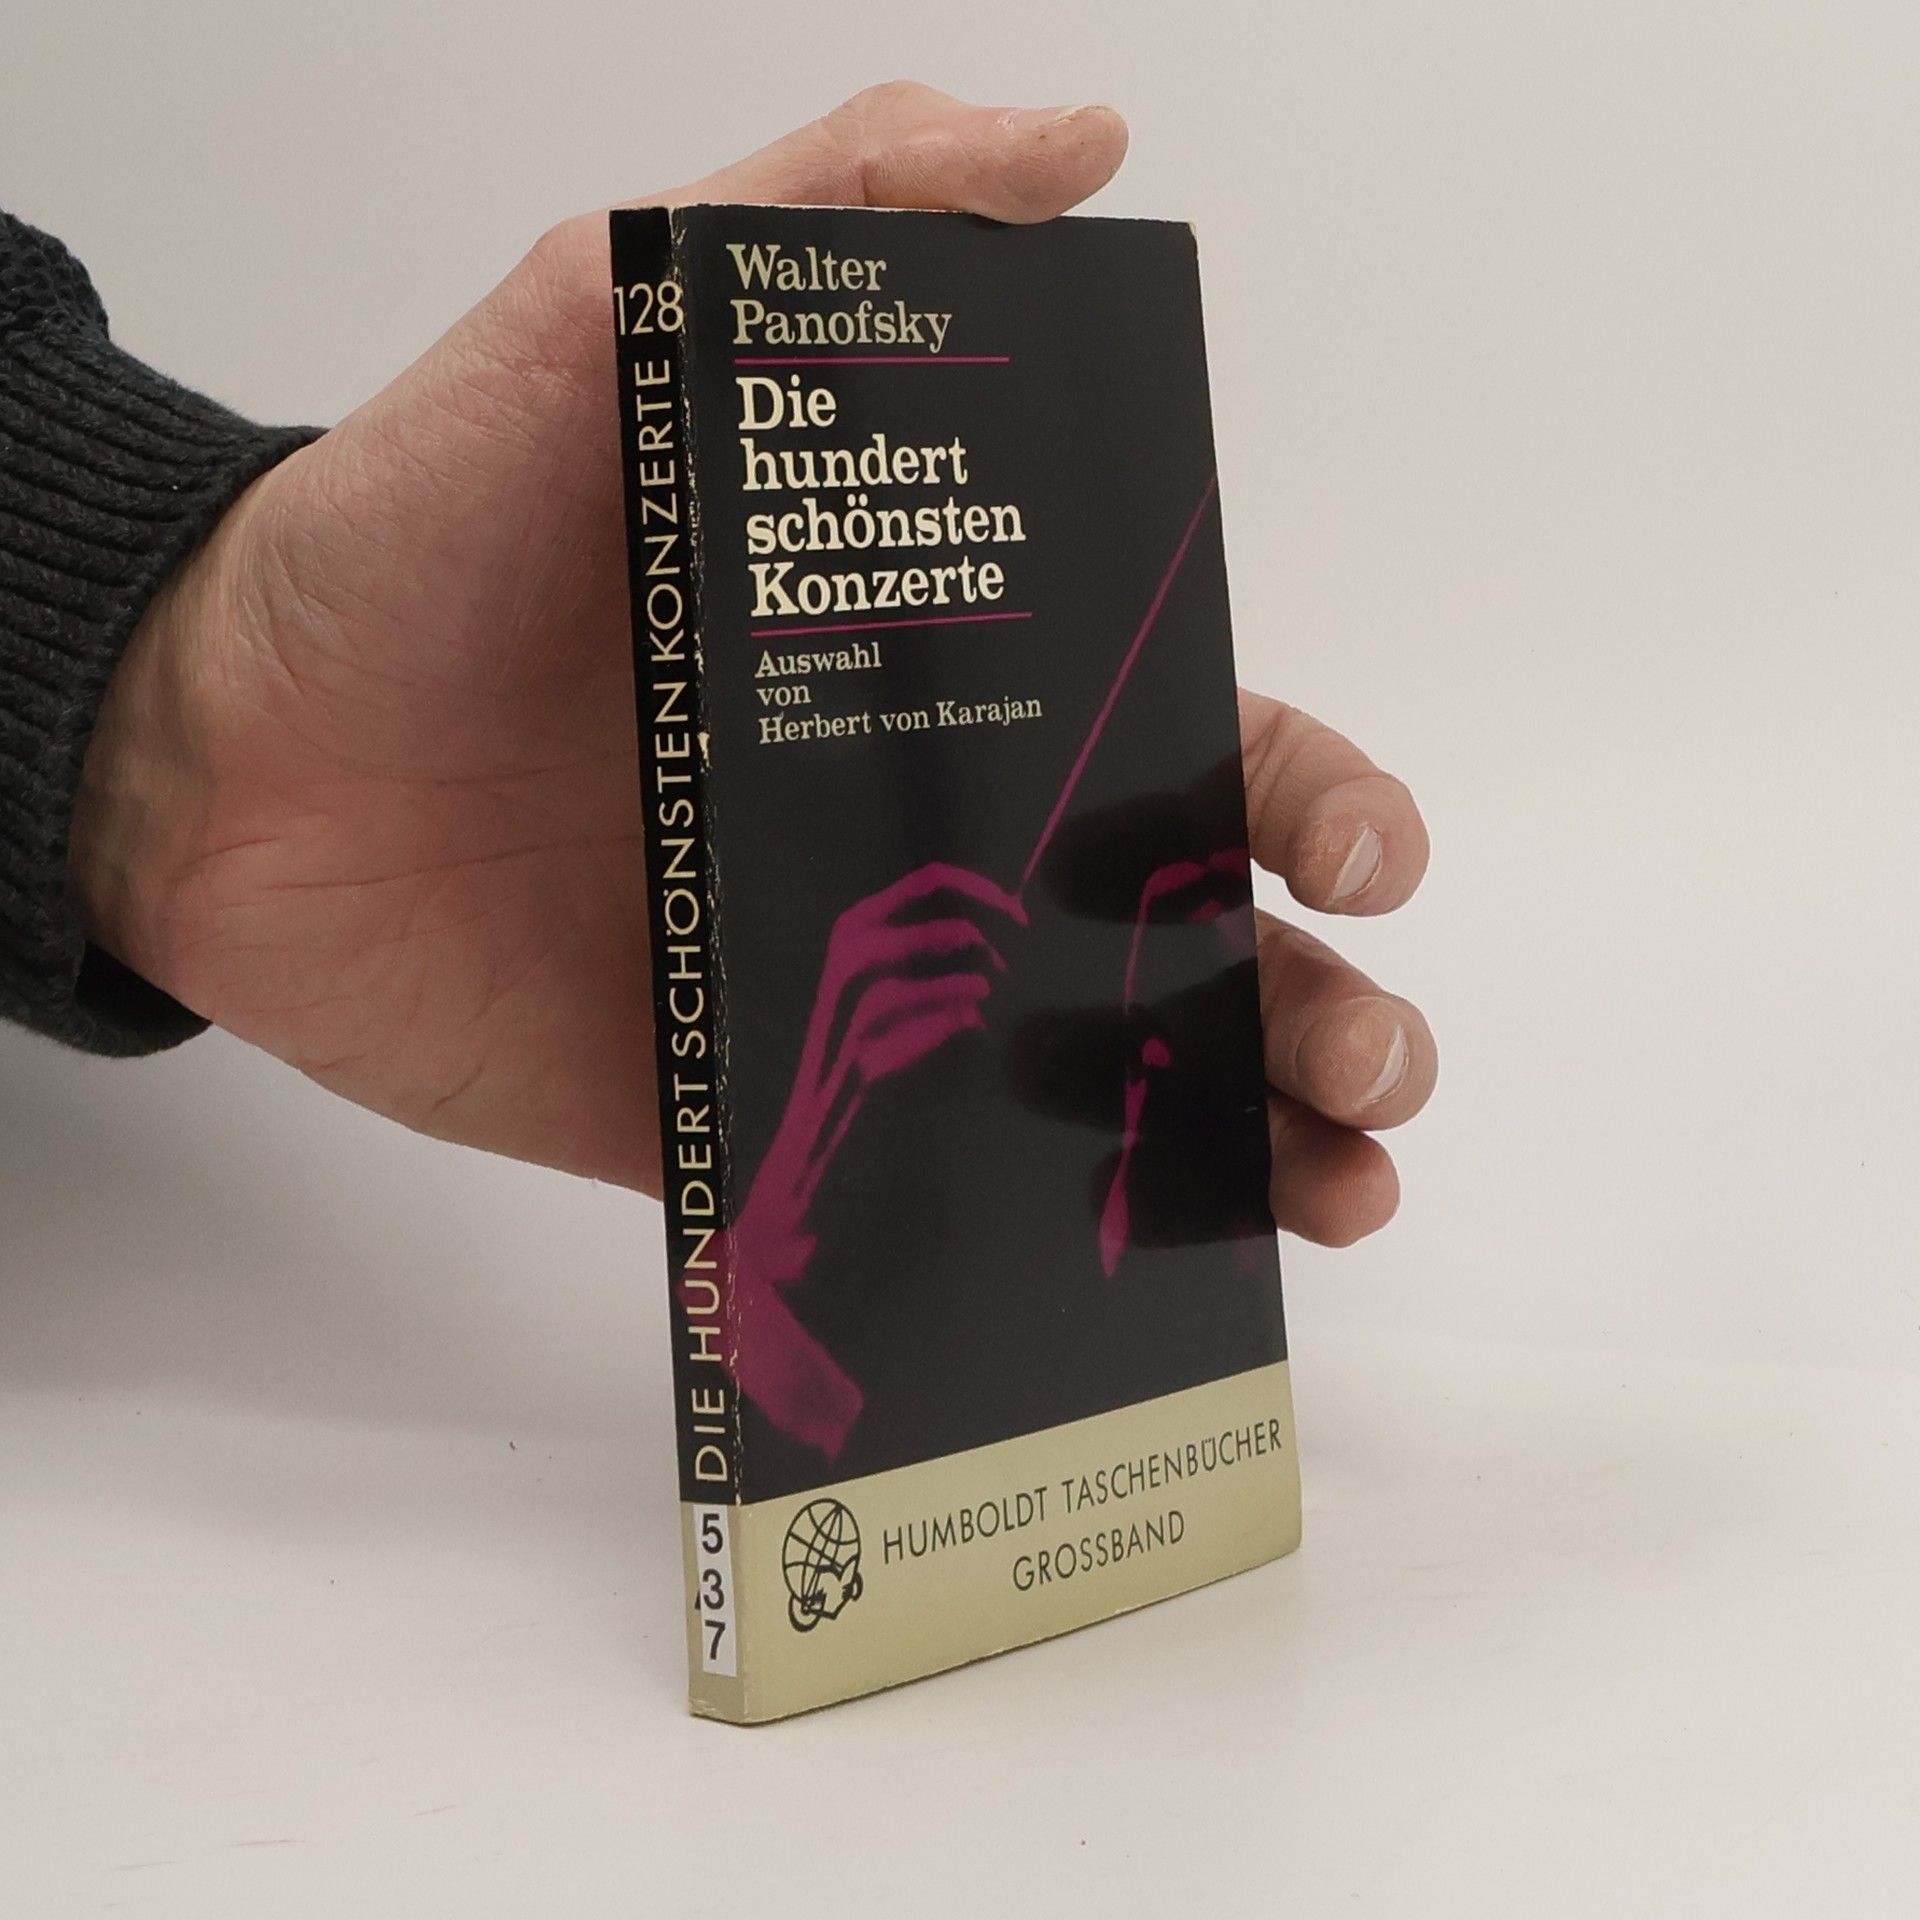 Walter
Panofsky
Die
hundert
schönsten
Konzerte
Auswahl
von
Herbert von Karajan
HUMBOLDT TASCHENBÜCHER
GROSSBAND
DIE HUNDERT SCHÖNSTEN KONZERTE 128
5
3
7